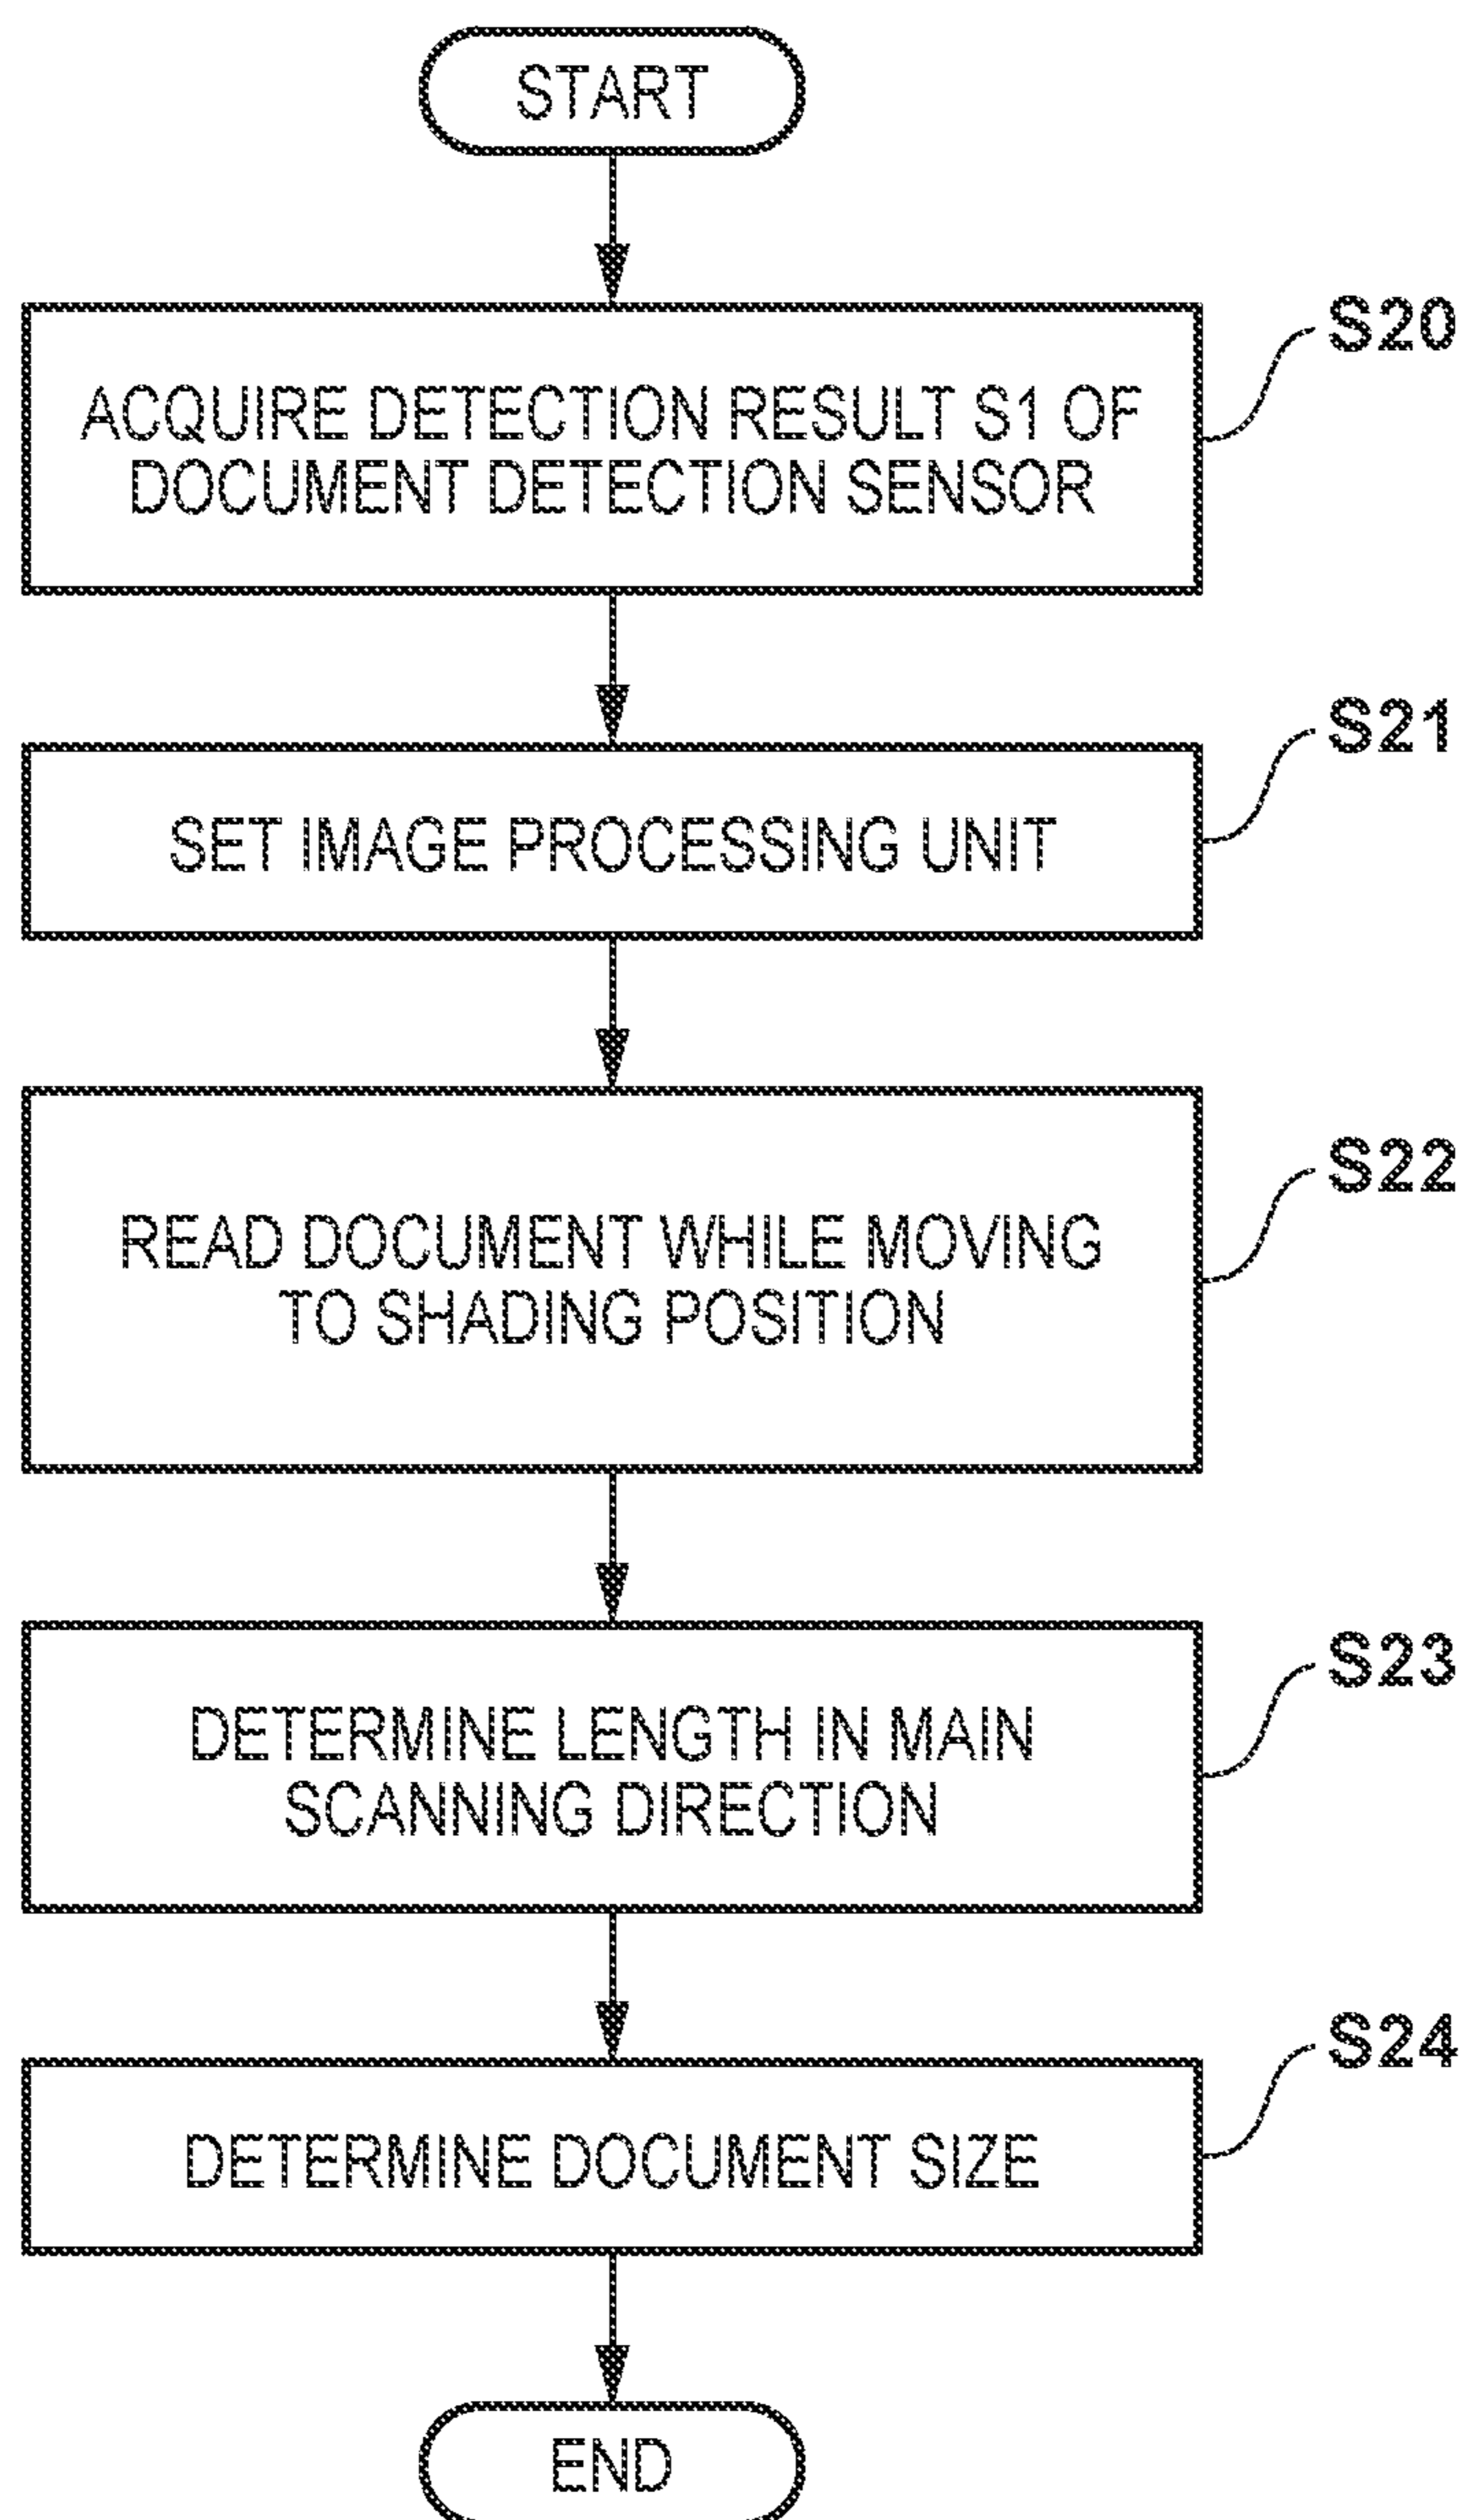 START
ACQUIRE DETECTION RESULT S1 OF
DOCUMENT DETECTION SENSOR
S20
SET IMAGE PROCESSING UNIT
S21
READ DOCUMENT WHILE MOVING
TO SHADING POSITION
S22
DETERMINE LENGTH IN MAIN
SCANNING DIRECTION
S23
DETERMINE DOCUMENT SIZE
S24
END